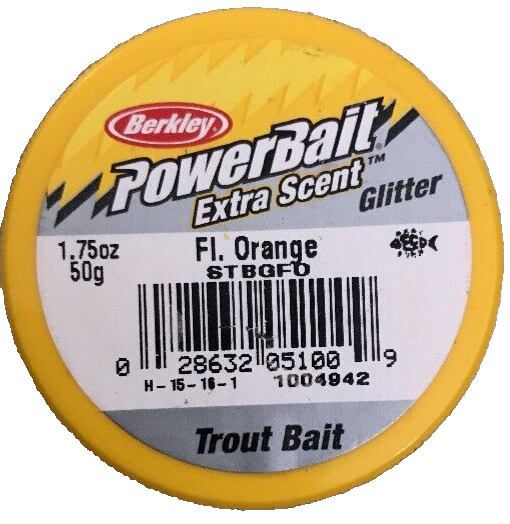 Berkley
PowerBait®
Extra Scent™
Glitter
1.75oz
50g
Fl. Orange
STBGFO
0 28632 05100 9
H-15-16-1 1004942
Trout Bait